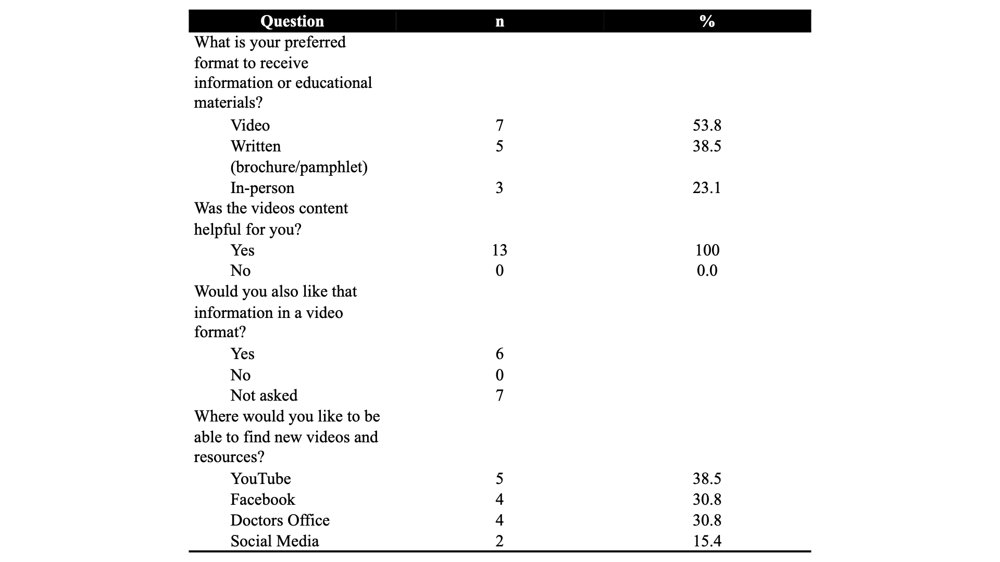 Question n %
What is your preferred
format to receive
information or educational
materials?
Video 7 53.8
Written 5 38.5
(brochure/pamphlet)
In-person 3 23.1
Was the videos content
helpful for you?
Yes 13 100
No 0 0.0
Would you also like that
information in a video
format?
Yes 6
No 0
Not asked 7
Where would you like to be
able to find new videos and
resources?
YouTube 5 38.5
Facebook 4 30.8
Doctors Office 4 30.8
Social Media 2 15.4